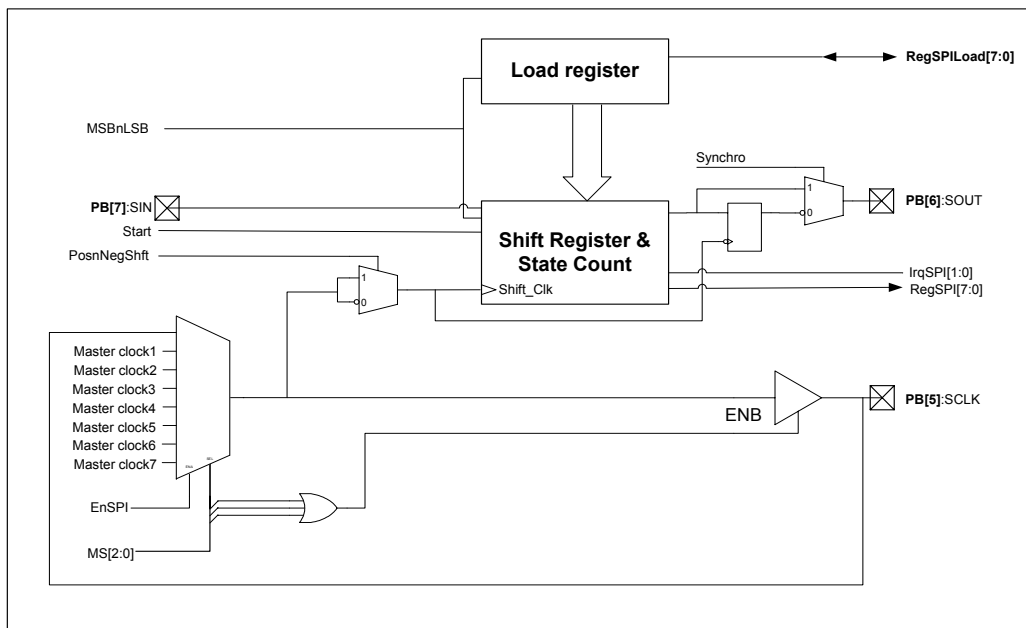 Load register
RegSPILoad[7:0]
MSBnLSB
Synchro
1
0
PB[7]:SIN
PB[6]:SOUT
Start
Shift Register &
State Count
PosnNegShft
1
0
Shift_Clk
IrqSPI[1:0]
RegSPI[7:0]
Master clock1
Master clock2
Master clock3
Master clock4
Master clock5
Master clock6
Master clock7
ENB
PB[5]:SCLK
EnSPI
MS[2:0]